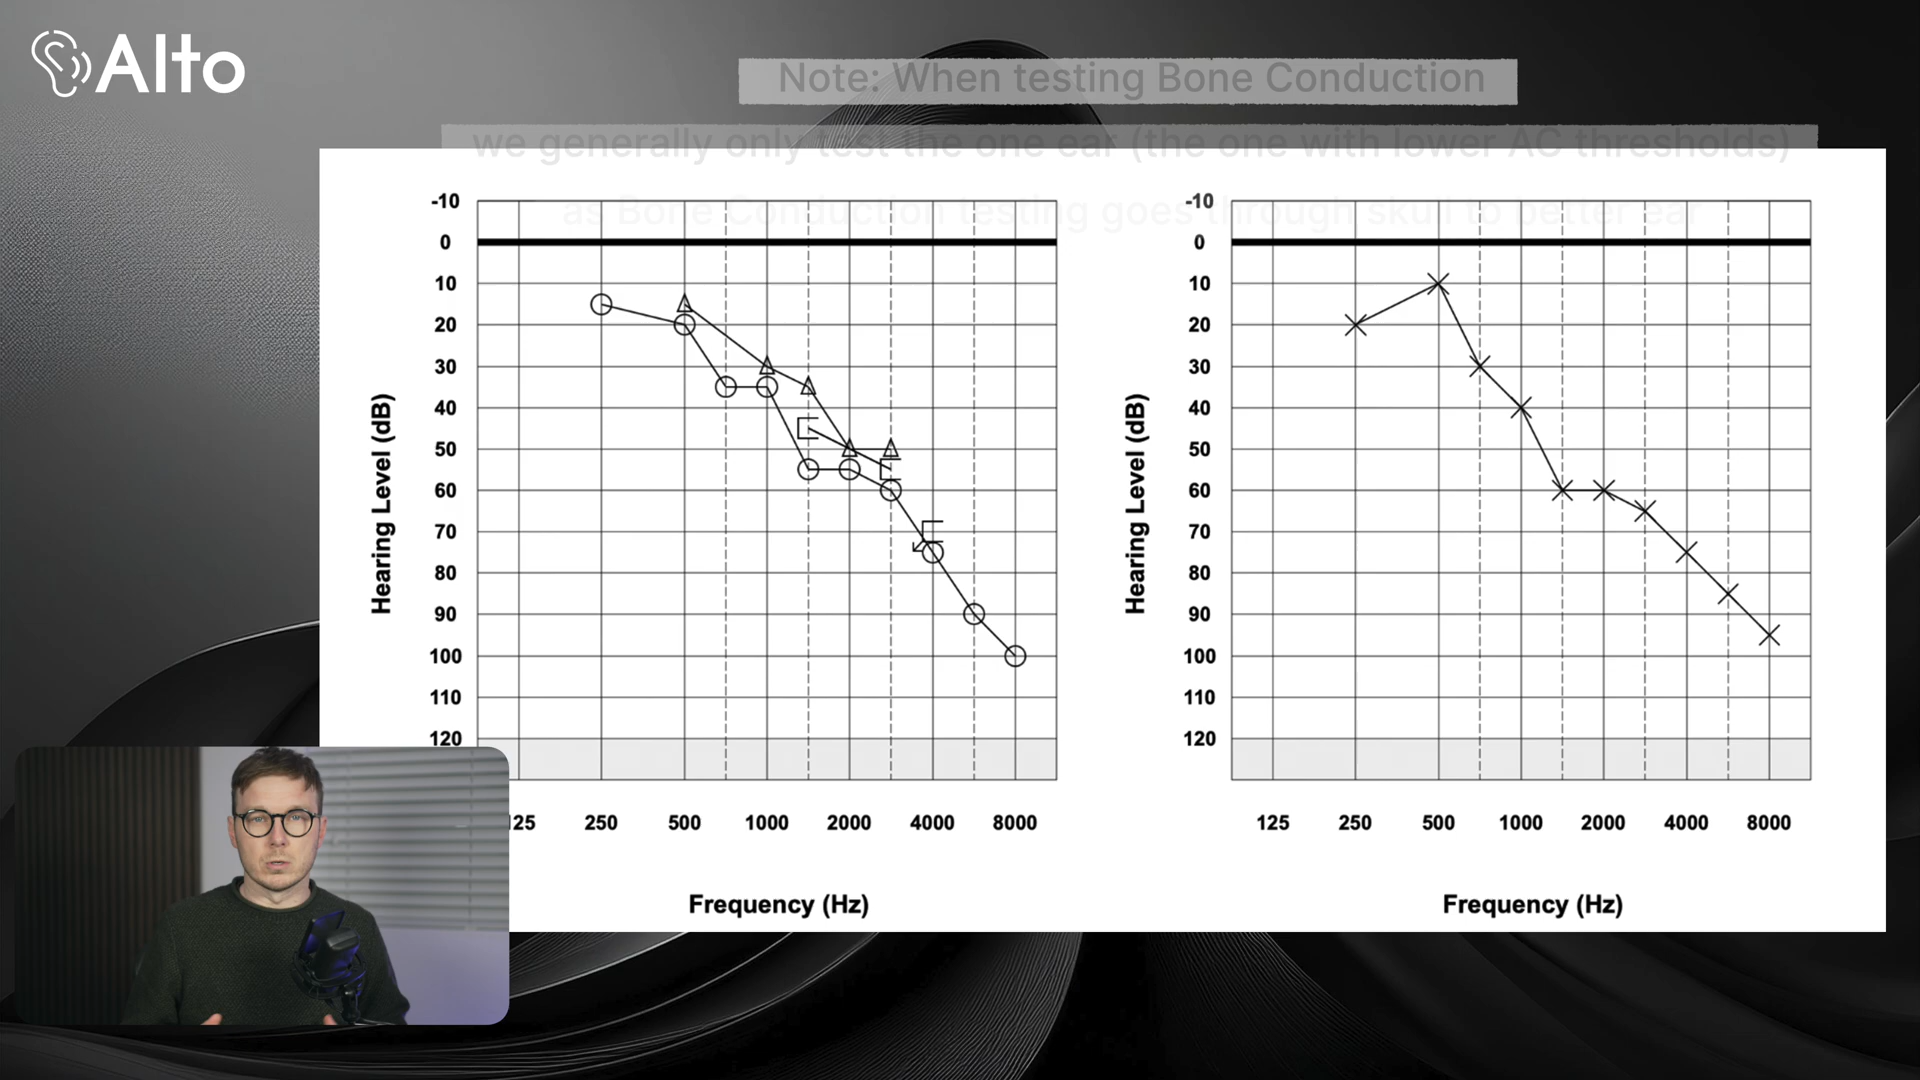 Alto
Note: When testing Bone Conduction
we generally only test the one ear (the one with lower AC thresholds)
as Bone Conduction testing goes through skull to better ear
-10
0
10
20
30
40
50
60
70
80
90
100
110
120
Hearing Level (dB)
125 250 500 1000 2000 4000 8000
Frequency (Hz)
-10
0
10
20
30
40
50
60
70
80
90
100
110
120
Hearing Level (dB)
125 250 500 1000 2000 4000 8000
Frequency (Hz)